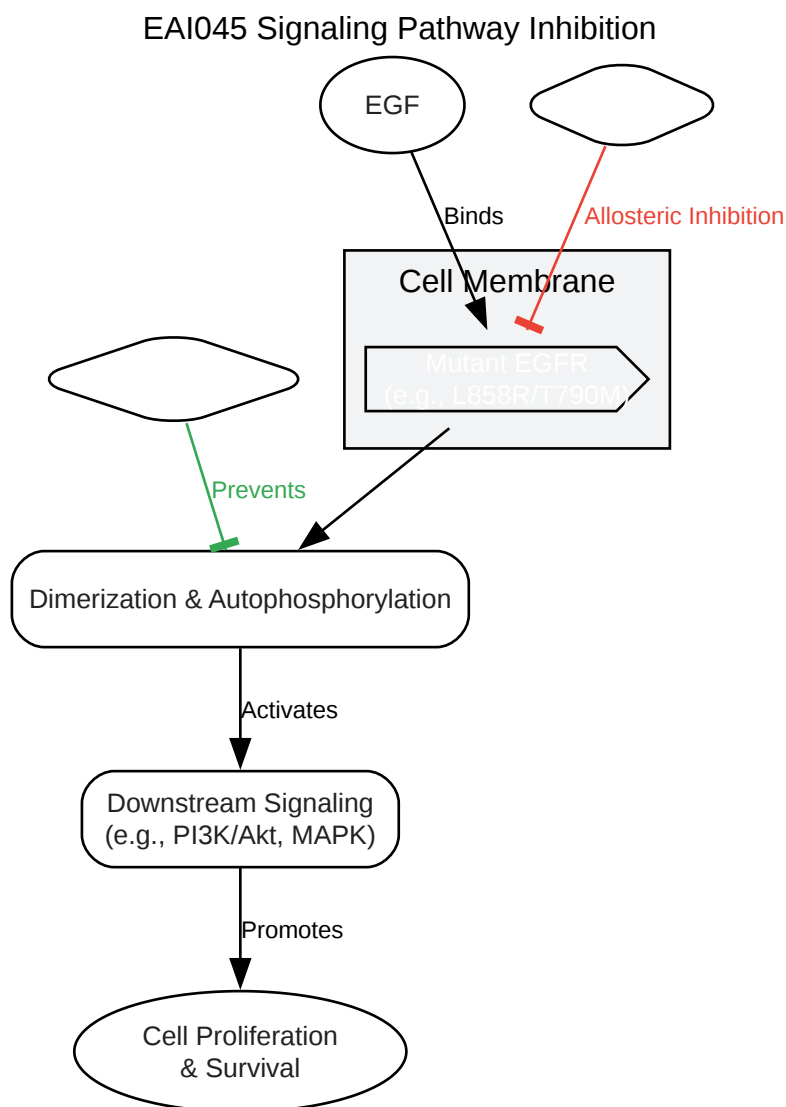 EAI045 Signaling Pathway Inhibition
EGF
Binds
Allosteric Inhibition
Cell Membrane
Mutant EGFR
(e.g., L858R/T790M)
Prevents
Dimerization & Autophosphorylation
Activates
Downstream Signaling
(e.g., PI3K/Akt, MAPK)
Promotes
Cell Proliferation
& Survival